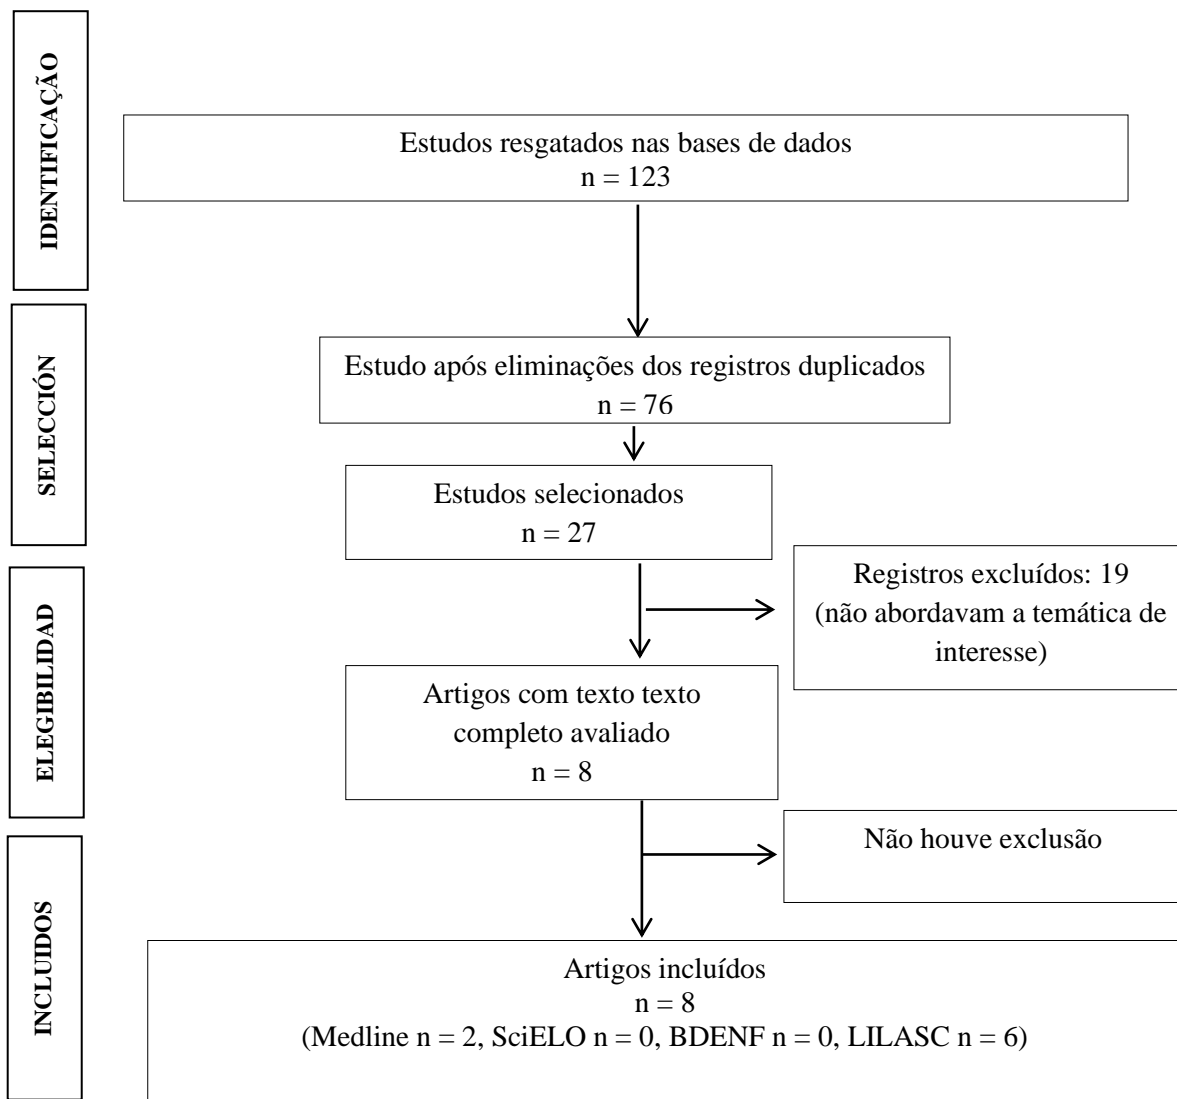 IDENTIFICAÇÃO
Estudos resgatados nas bases de dados
n = 123
SELECCIÓN
Estudo após eliminações dos registros duplicados
n = 76
Estudos selecionados
n = 27
ELEGIBILIDAD
Registros excluídos: 19
(não abordavam a temática de
interesse)
Artigos com texto texto
completo avaliado
n = 8
Não houve exclusão
INCLUIDOS
Artigos incluídos
n = 8
(Medline n = 2, SciELO n = 0, BDENF n = 0, LILASC n = 6)